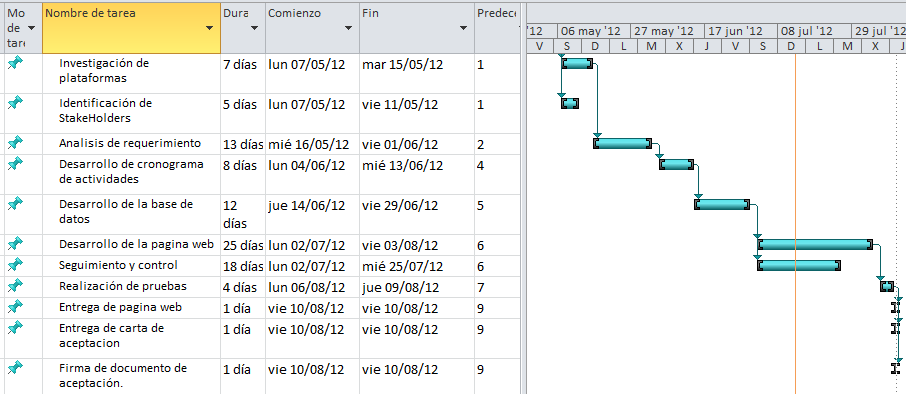 Mo de tare Nombre de tarea Dura Comienzo Fin Predece
'12 06 may '12 27 may '12 17 jun '12 08 jul '12 29 jul '12
V S D L M X J V S D L M X J
Investigación de
plataformas 7 días lun 07/05/12 mar 15/05/12 1
Identificación de
StakeHolders 5 días lun 07/05/12 vie 11/05/12 1
Analisis de requerimiento 13 días mié 16/05/12 vie 01/06/12 2
Desarrollo de cronograma
de actividades 8 días lun 04/06/12 mié 13/06/12 4
Desarrollo de la base de
datos 12 días jue 14/06/12 vie 29/06/12 5
Desarrollo de la pagina web 25 días lun 02/07/12 vie 03/08/12 6
Seguimiento y control 18 días lun 02/07/12 mié 25/07/12 6
Realización de pruebas 4 días lun 06/08/12 jue 09/08/12 7
Entrega de pagina web 1 día vie 10/08/12 vie 10/08/12 9
Entrega de carta de
aceptacion 1 día vie 10/08/12 vie 10/08/12 9
Firma de documento de
aceptación. 1 día vie 10/08/12 vie 10/08/12 9